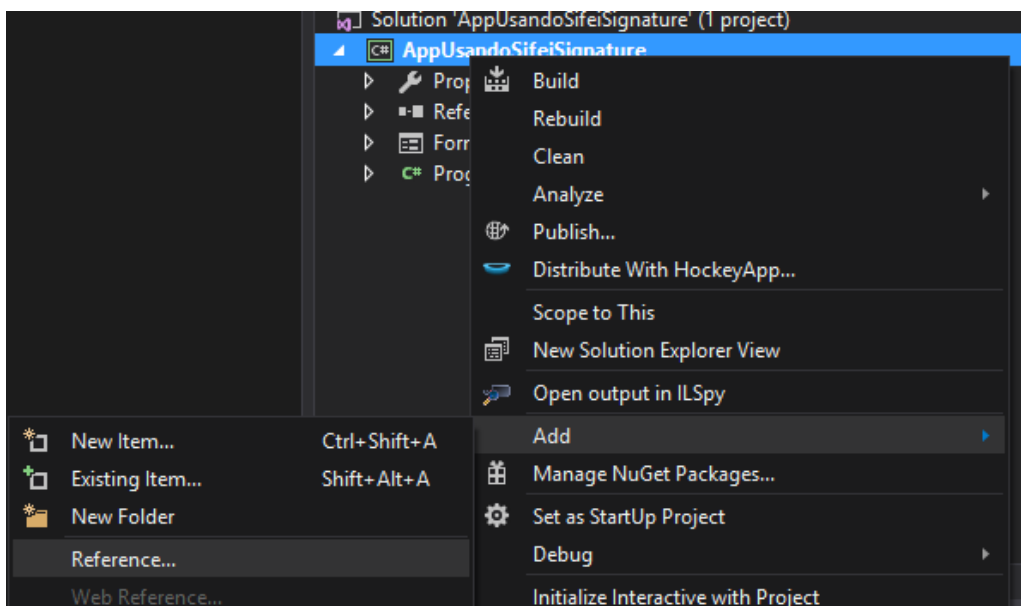 Solution 'AppUsandoSifeiSignature' (1 project)
C# AppUsandoSifeiSignature
Prop
Refe
Forr
C# Prog
Build
Rebuild
Clean
Analyze
Publish...
Distribute With HockeyApp...
Scope to This
New Solution Explorer View
Open output in ILSpy
Add
Manage NuGet Packages...
Set as StartUp Project
Debug
Initialize Interactive with Project
New Item... Ctrl+Shift+A
Existing Item... Shift+Alt+A
New Folder
Reference...
Web Reference...